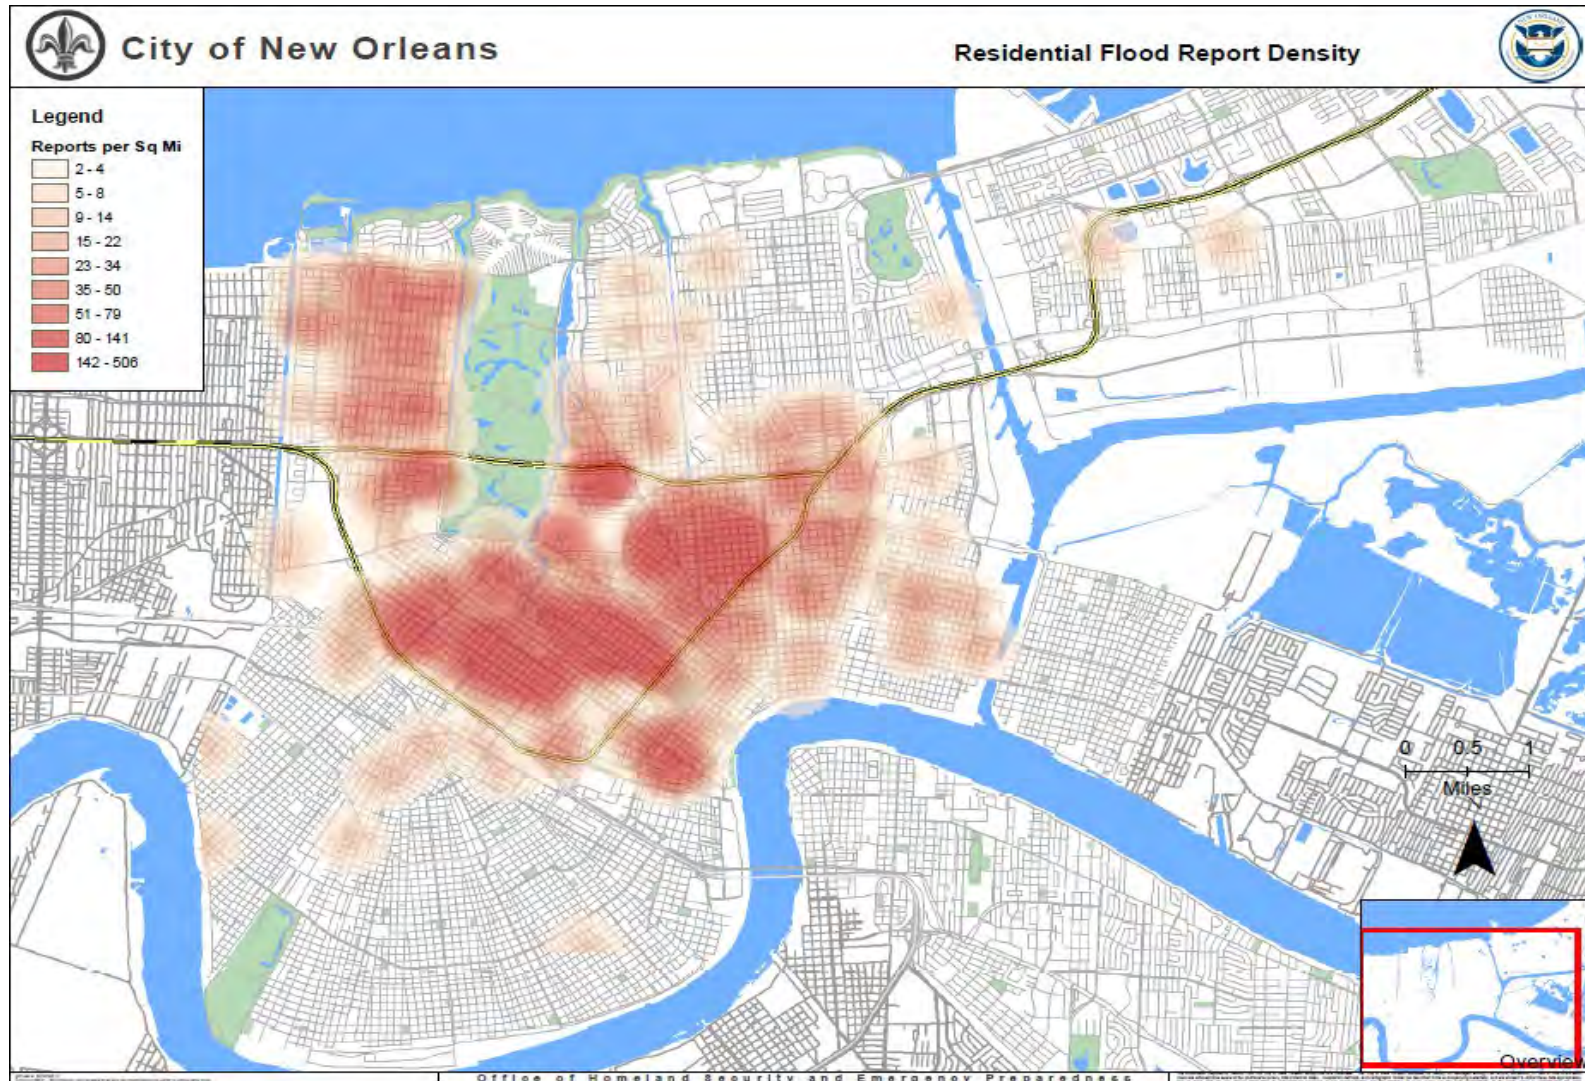 City of New Orleans
Residential Flood Report Density
Legend
Reports per Sq Mi
2 - 4
5 - 8
9 - 14
15 - 22
23 - 34
35 - 50
51 - 79
80 - 141
142 - 506
0 0.5 1
Miles
Overview
Office of Homeland Security and Emergency Preparedness